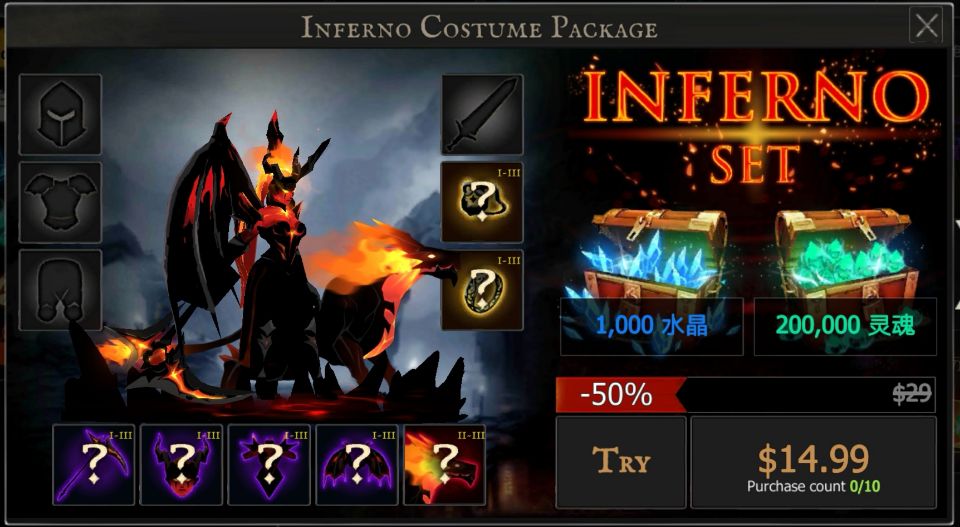 Inferno Costume Package
INFERNO
SET
I-III
I-III
1,000 水晶
200,000 灵魂
-50%
$29
Try
$14.99
Purchase count 0/10
I-III
I-III
I-III
I-III
II-III
?
?
?
?
?
?
?